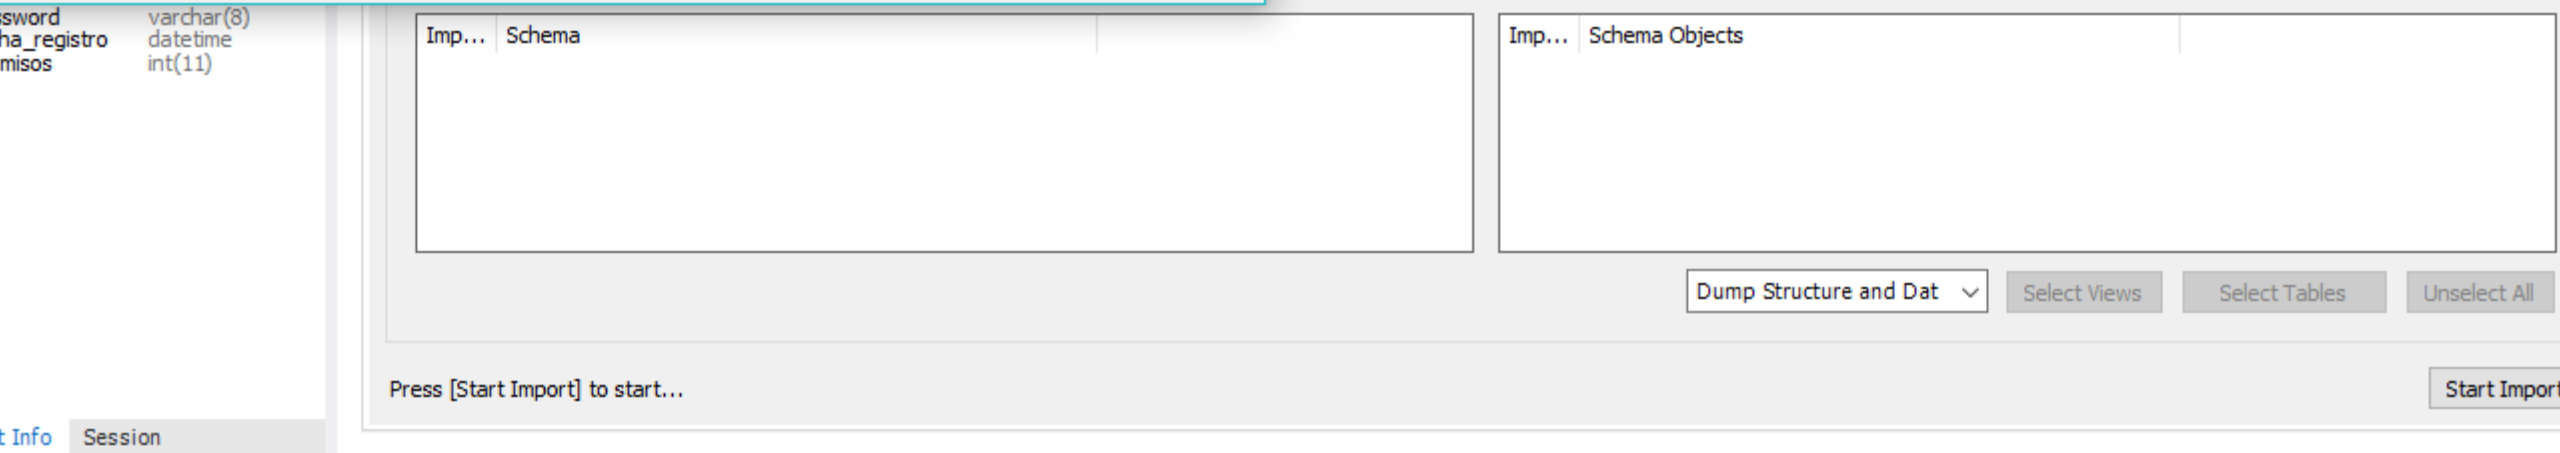 ssword varchar(8)
ha_registro datetime
misos int(11)
Imp... Schema
Imp... Schema Objects
Dump Structure and Dat
Select Views
Select Tables
Unselect All
Press [Start Import] to start...
Start Import
t Info
Session